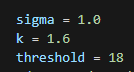 sigma = 1.0
k = 1.6
threshold = 18